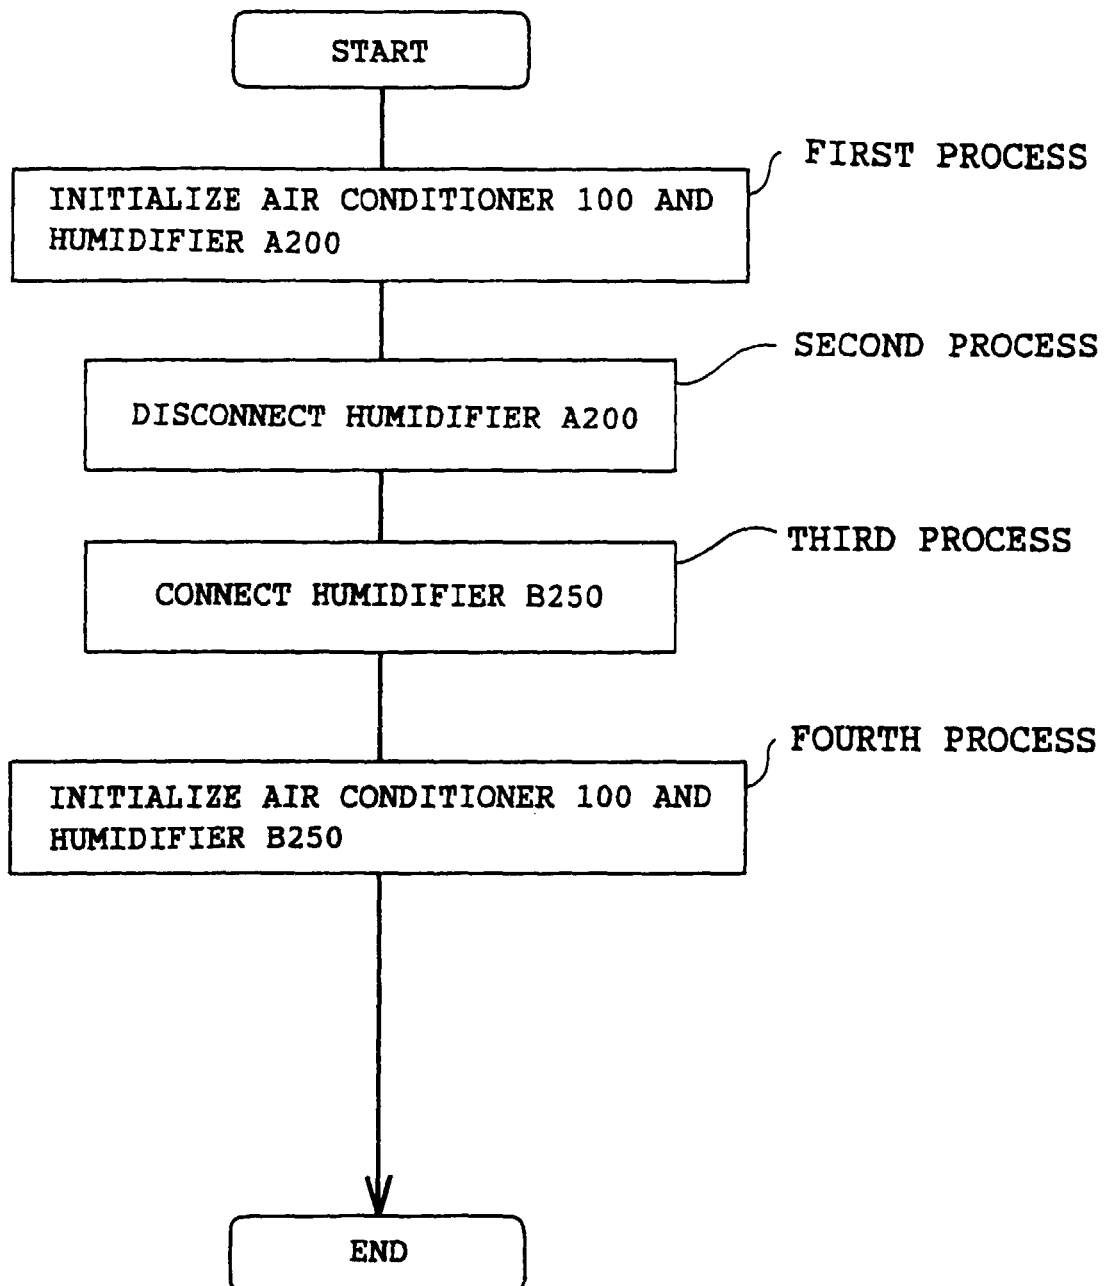 START
FIRST PROCESS
INITIALIZE AIR CONDITIONER 100 AND
HUMIDIFIER A200
SECOND PROCESS
DISCONNECT HUMIDIFIER A200
THIRD PROCESS
CONNECT HUMIDIFIER B250
FOURTH PROCESS
INITIALIZE AIR CONDITIONER 100 AND
HUMIDIFIER B250
END